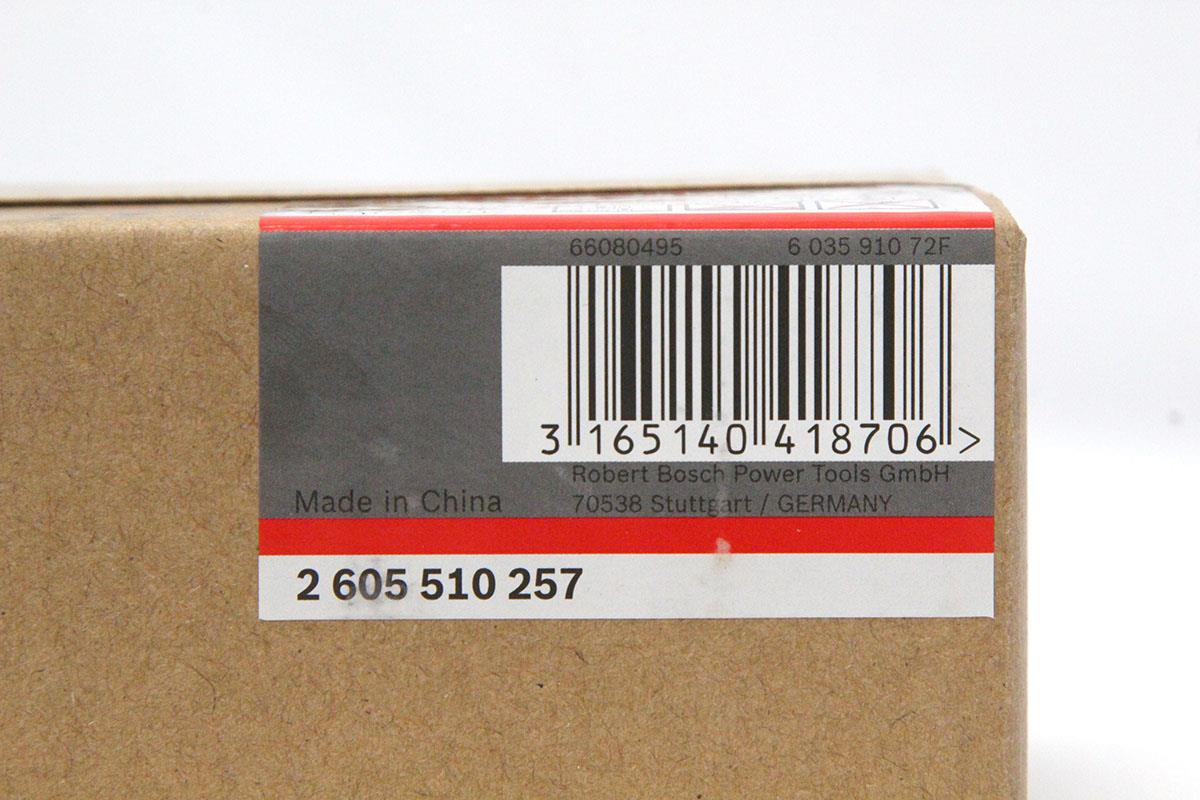 66080495 6 035 910 72F
3 165140 418706 >
Robert Bosch Power Tools GmbH
Made in China 70538 Stuttgart / GERMANY
2 605 510 257